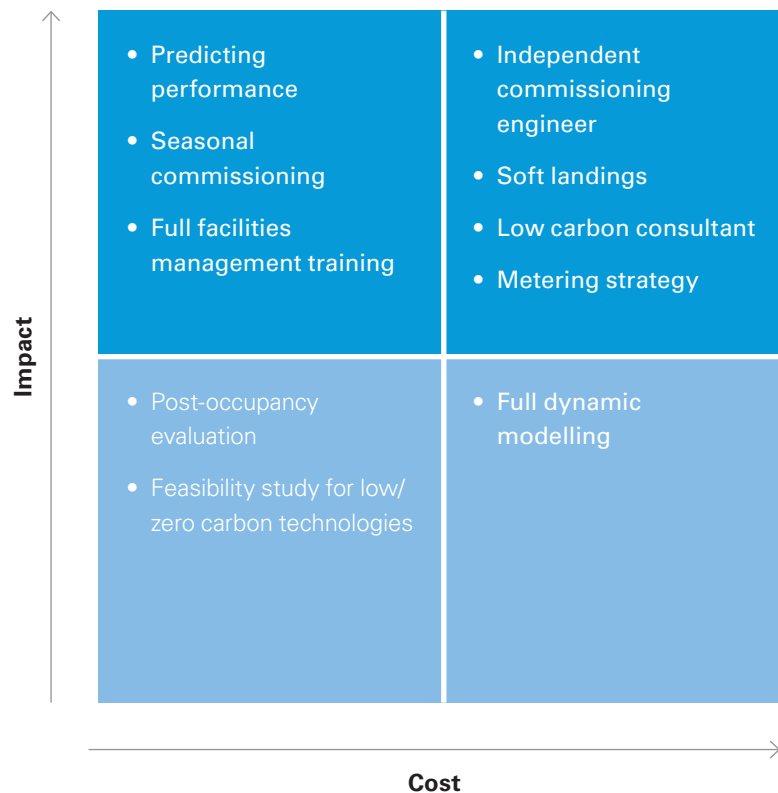 • Predicting
performance
• Seasonal
commissioning
• Full facilities
management training
• Independent
commissioning
engineer
• Soft landings
• Low carbon consultant
• Metering strategy
Impact
• Post-occupancy
evaluation
• Feasibility study for low/
zero carbon technologies
• Full dynamic
modelling
Cost